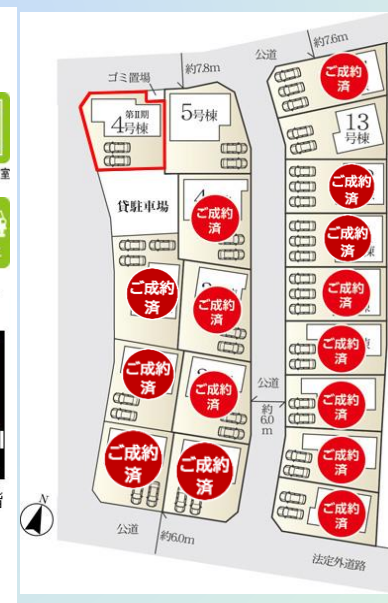 公道
約7.6m
約7.8m
ゴミ置場
ご成約
済
第Ⅱ期
4号棟
5号棟
13
号棟
室
貸駐車場
ご成約
済
ご成約
済
ご成約
済
ご成約
済
ご成約
済
ご成約
済
ご成約
済
ご成約
済
ご成約
済
公道
約
6.0
m
ご成約
済
ご成約
済
ご成約
済
ご成約
済
ご成約
済
N
公道
約6.0m
法定外道路